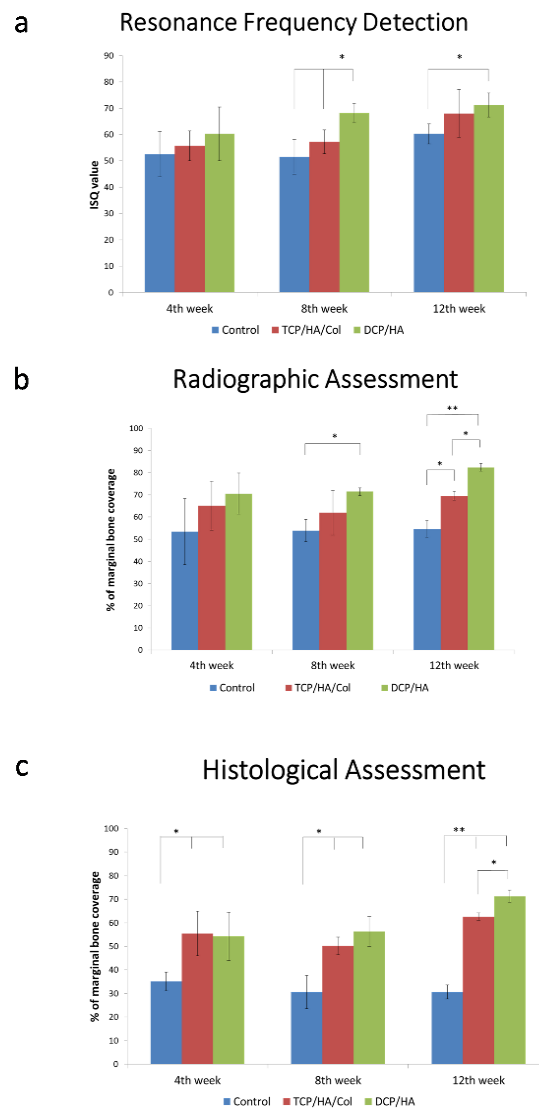 a
Resonance Frequency Detection
ISQ value
90
80
70
60
50
40
30
20
10
0
*
*
4th week 8th week 12th week
Control TCP/HA/Col DCP/HA
b
Radiographic Assessment
% of marginal bone coverage
100
90
80
70
60
50
40
30
20
10
0
*
**
*
*
4th week 8th week 12th week
Control TCP/HA/Col DCP/HA
c
Histological Assessment
% of marginal bone coverage
100
90
80
70
60
50
40
30
20
10
0
*
*
**
*
4th week 8th week 12th week
Control TCP/HA/Col DCP/HA